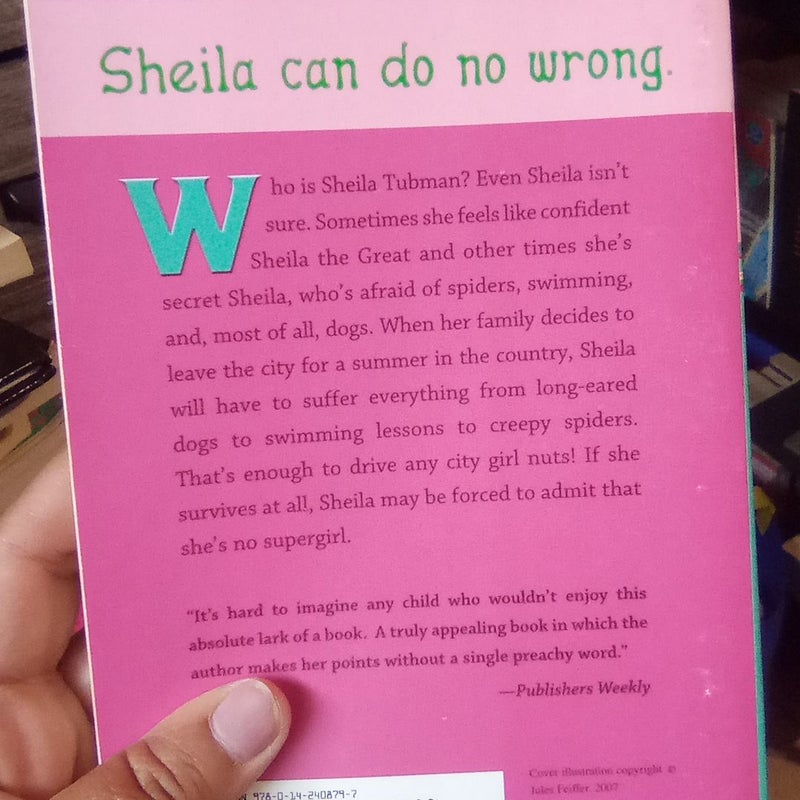 Sheila can do no wrong.
Who is Sheila Tubman? Even Sheila isn't
sure. Sometimes she feels like confident
Sheila the Great and other times she's
secret Sheila, who's afraid of spiders, swimming,
and, most of all, dogs. When her family decides to
leave the city for a summer in the country, Sheila
will have to suffer everything from long-eared
dogs to swimming lessons to creepy spiders.
That's enough to drive any city girl nuts! If she
survives at all, Sheila may be forced to admit that
she's no supergirl.
"It's hard to imagine any child who wouldn't enjoy this
absolute lark of a book. A truly appealing book in which the
author makes her points without a single preachy word."
—Publishers Weekly
Cover illustration copyright ©
Jules Feiffer, 2007
978-0-14-240879-7